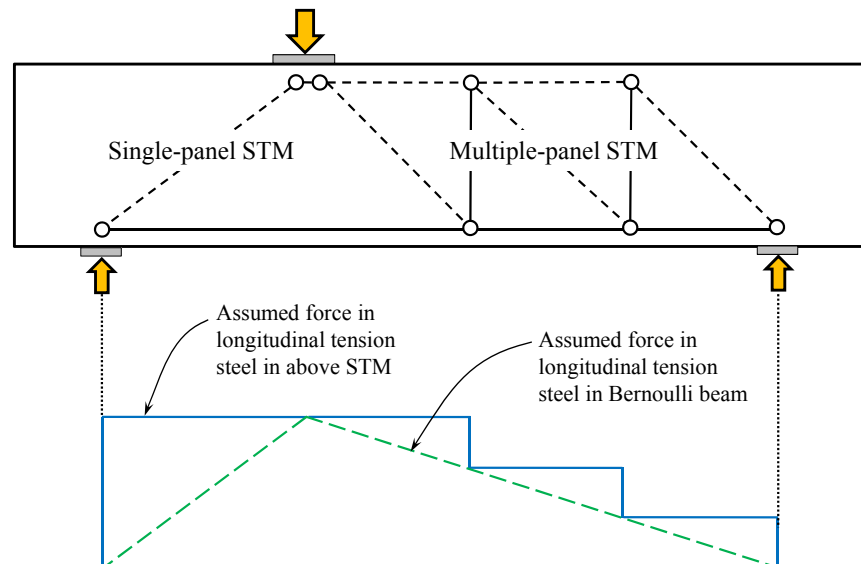 Single-panel STM
Multiple-panel STM
Assumed force in
longitudinal tension
steel in above STM
Assumed force in
longitudinal tension
steel in Bernoulli beam